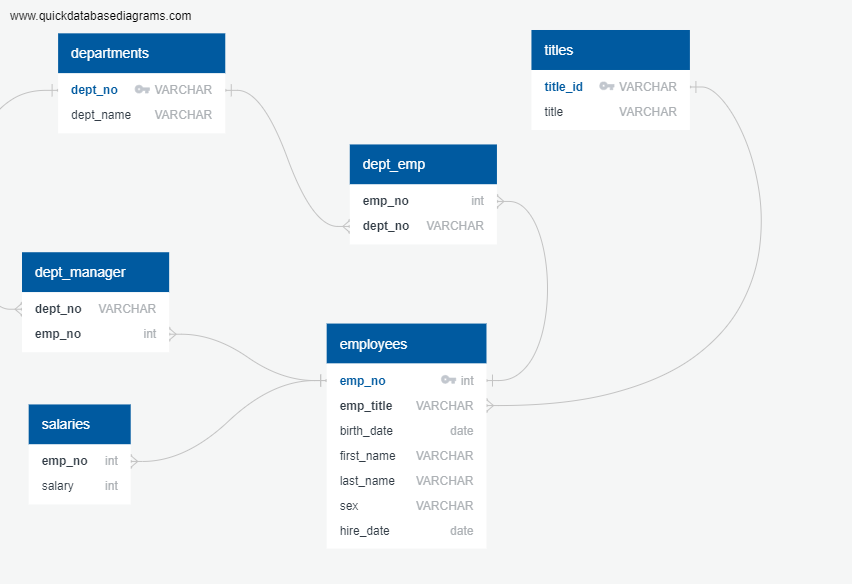 www.quickdatabasediagrams.com
departments
dept_no VARCHAR
dept_name VARCHAR
titles
title_id VARCHAR
title VARCHAR
dept_emp
emp_no int
dept_no VARCHAR
dept_manager
dept_no VARCHAR
emp_no int
employees
emp_no int
emp_title VARCHAR
birth_date date
first_name VARCHAR
last_name VARCHAR
sex VARCHAR
hire_date date
salaries
emp_no int
salary int